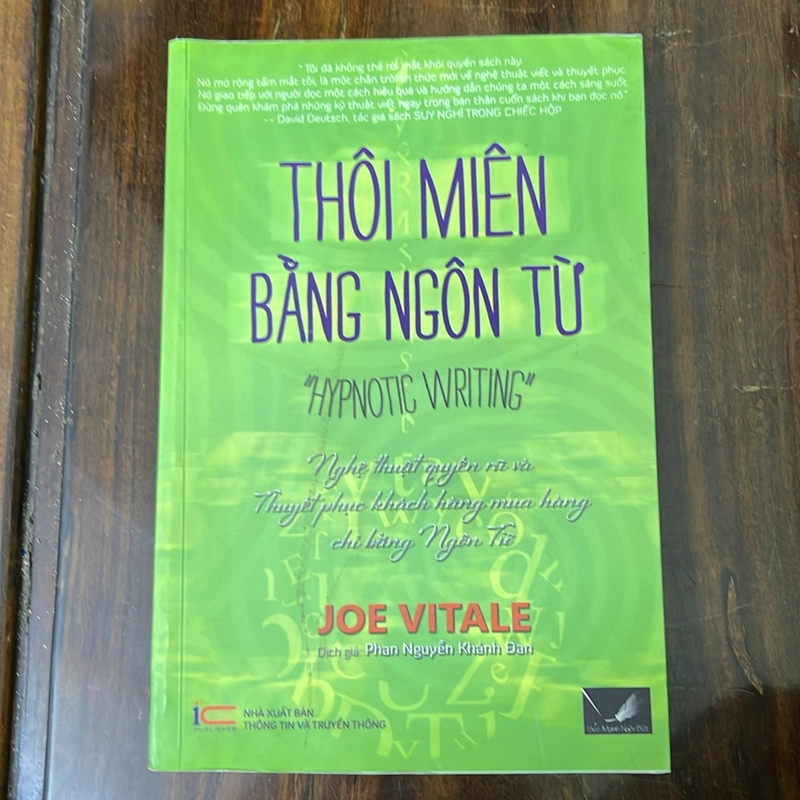 "Tôi đã không thể rời mắt khỏi quyển sách này
Nó mở rộng tầm mắt tôi, là một chân trời tri thức mới về nghệ thuật viết và thuyết phục.
Nó giao tiếp với người đọc một cách hiệu quả và hướng dẫn chúng ta một cách sáng suốt.
Đừng quên khám phá những kỹ thuật viết ngay trong bản thân cuốn sách khi bạn đọc nó."
-- David Deutsch, tác giả sách SUY NGHĨ TRONG CHIẾC HỘP
THÔI MIÊN
BẰNG NGÔN TỪ
"HYPNOTIC WRITING"
Nghệ thuật quyến rũ và
Thuyết phục khách hàng mua hàng
chỉ bằng Ngôn Từ
JOE VITALE
Dịch giả: Phan Nguyễn Khánh Đan
ic
PUBLISHER
NHÀ XUẤT BẢN
THÔNG TIN VÀ TRUYỀN THÔNG